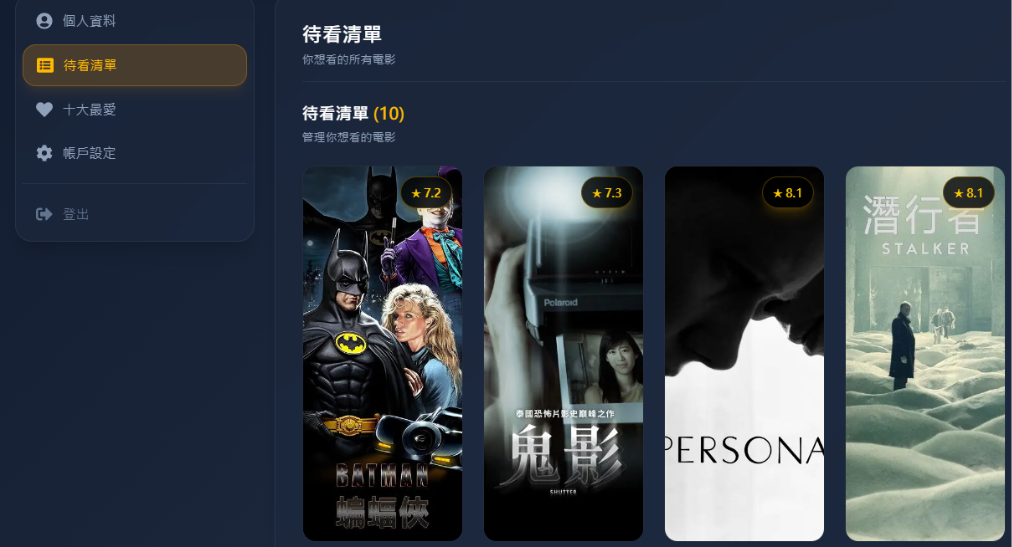 個人資料
待看清單
十大最愛
帳戶設定
登出
待看清單
你想看的所有電影
待看清單 (10)
管理你想看的電影
★ 7.2
BATMAN
蝙蝠俠
★ 7.3
Polaroid
泰國恐怖片影史巔峰之作
鬼影
SHUTTER
★ 8.1
PERSONA
★ 8.1
潛行者
STALKER